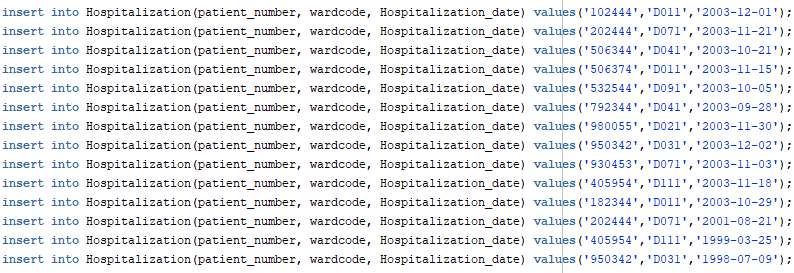 insert into Hospitalization(patient_number, wardcode, Hospitalization_date) values('102444','D011','2003-12-01');
insert into Hospitalization(patient_number, wardcode, Hospitalization_date) values('202444','D071','2003-11-21');
insert into Hospitalization(patient_number, wardcode, Hospitalization_date) values('506344','D041','2003-10-21');
insert into Hospitalization(patient_number, wardcode, Hospitalization_date) values('506374','D011','2003-11-15');
insert into Hospitalization(patient_number, wardcode, Hospitalization_date) values('532544','D091','2003-10-05');
insert into Hospitalization(patient_number, wardcode, Hospitalization_date) values('792344','D041','2003-09-28');
insert into Hospitalization(patient_number, wardcode, Hospitalization_date) values('980055','D021','2003-11-30');
insert into Hospitalization(patient_number, wardcode, Hospitalization_date) values('950342','D031','2003-12-02');
insert into Hospitalization(patient_number, wardcode, Hospitalization_date) values('930453','D071','2003-11-03');
insert into Hospitalization(patient_number, wardcode, Hospitalization_date) values('405954','D111','2003-11-18');
insert into Hospitalization(patient_number, wardcode, Hospitalization_date) values('182344','D011','2003-10-29');
insert into Hospitalization(patient_number, wardcode, Hospitalization_date) values('202444','D071','2001-08-21');
insert into Hospitalization(patient_number, wardcode, Hospitalization_date) values('405954','D111','1999-03-25');
insert into Hospitalization(patient_number, wardcode, Hospitalization_date) values('950342','D031','1998-07-09');